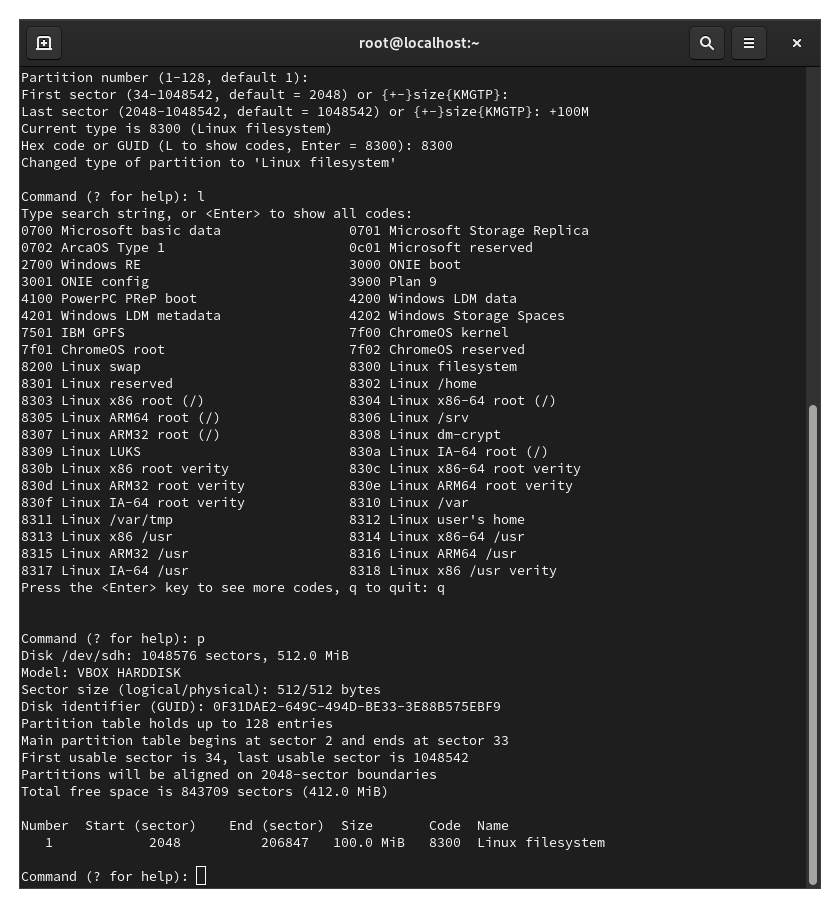 root@localhost:~
Partition number (1-128, default 1):
First sector (34-1048542, default = 2048) or {+-}size{KMGTP}:
Last sector (2048-1048542, default = 1048542) or {+-}size{KMGTP}: +100M
Current type is 8300 (Linux filesystem)
Hex code or GUID (L to show codes, Enter = 8300): 8300
Changed type of partition to 'Linux filesystem'
Command (? for help): l
Type search string, or <Enter> to show all codes:
0700 Microsoft basic data 0701 Microsoft Storage Replica
0702 ArcaOS Type 1 0c01 Microsoft reserved
2700 Windows RE 3000 ONIE boot
3001 ONIE config 3900 Plan 9
4100 PowerPC PReP boot 4200 Windows LDM data
4201 Windows LDM metadata 4202 Windows Storage Spaces
7501 IBM GPFS 7f00 ChromeOS kernel
7f01 ChromeOS root 7f02 ChromeOS reserved
8200 Linux swap 8300 Linux filesystem
8301 Linux reserved 8302 Linux /home
8303 Linux x86 root (/) 8304 Linux x86-64 root (/)
8305 Linux ARM64 root (/) 8306 Linux /srv
8307 Linux ARM32 root (/) 8308 Linux dm-crypt
8309 Linux LUKS 830a Linux IA-64 root (/)
830b Linux x86 root verity 830c Linux x86-64 root verity
830d Linux ARM32 root verity 830e Linux ARM64 root verity
830f Linux IA-64 root verity 8310 Linux /var
8311 Linux /var/tmp 8312 Linux user's home
8313 Linux x86 /usr 8314 Linux x86-64 /usr
8315 Linux ARM32 /usr 8316 Linux ARM64 /usr
8317 Linux IA-64 /usr 8318 Linux x86 /usr verity
Press the <Enter> key to see more codes, q to quit: q
Command (? for help): p
Disk /dev/sdh: 1048576 sectors, 512.0 MiB
Model: VBOX HARDDISK
Sector size (logical/physical): 512/512 bytes
Disk identifier (GUID): 0F31DAE2-649C-494D-BE33-3E88B575EBF9
Partition table holds up to 128 entries
Main partition table begins at sector 2 and ends at sector 33
First usable sector is 34, last usable sector is 1048542
Partitions will be aligned on 2048-sector boundaries
Total free space is 843709 sectors (412.0 MiB)
Number Start (sector) End (sector) Size Code Name
1 2048 206847 100.0 MiB 8300 Linux filesystem
Command (? for help):